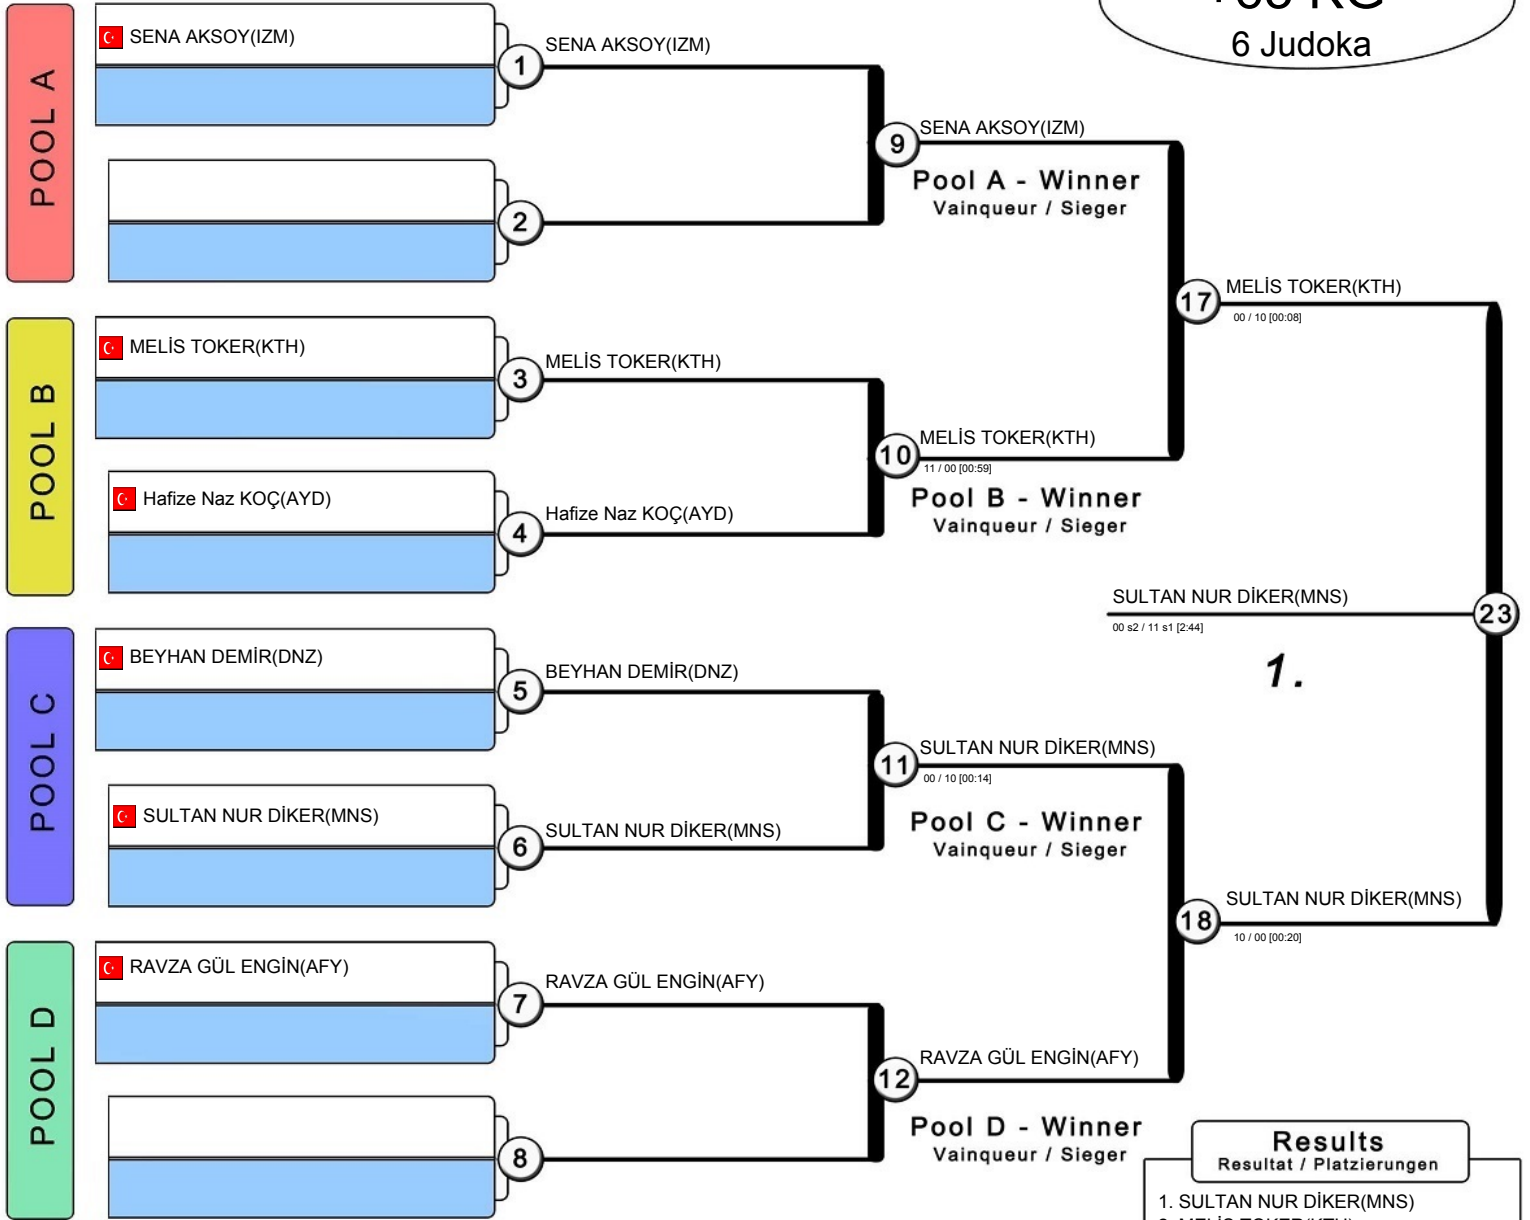 6 Judoka
POOL A
SENA AKSOY(IZM)
1
SENA AKSOY(IZM)
2
9
SENA AKSOY(IZM)
Pool A - Winner
Vainqueur / Sieger
POOL B
MELİS TOKER(KTH)
3
MELİS TOKER(KTH)
Hafize Naz KOÇ(AYD)
4
Hafize Naz KOÇ(AYD)
10
MELİS TOKER(KTH)
11 / 00 [00:59]
Pool B - Winner
Vainqueur / Sieger
17
MELİS TOKER(KTH)
00 / 10 [00:08]
POOL C
BEYHAN DEMİR(DNZ)
5
BEYHAN DEMİR(DNZ)
SULTAN NUR DİKER(MNS)
6
SULTAN NUR DİKER(MNS)
11
SULTAN NUR DİKER(MNS)
00 / 10 [00:14]
Pool C - Winner
Vainqueur / Sieger
POOL D
RAVZA GÜL ENGİN(AFY)
7
RAVZA GÜL ENGİN(AFY)
8
12
RAVZA GÜL ENGİN(AFY)
Pool D - Winner
Vainqueur / Sieger
18
SULTAN NUR DİKER(MNS)
10 / 00 [00:20]
SULTAN NUR DİKER(MNS)
23
00 s2 / 11 s1 [2:44]
1.
Results
Resultat / Platzierungen
1. SULTAN NUR DİKER(MNS)